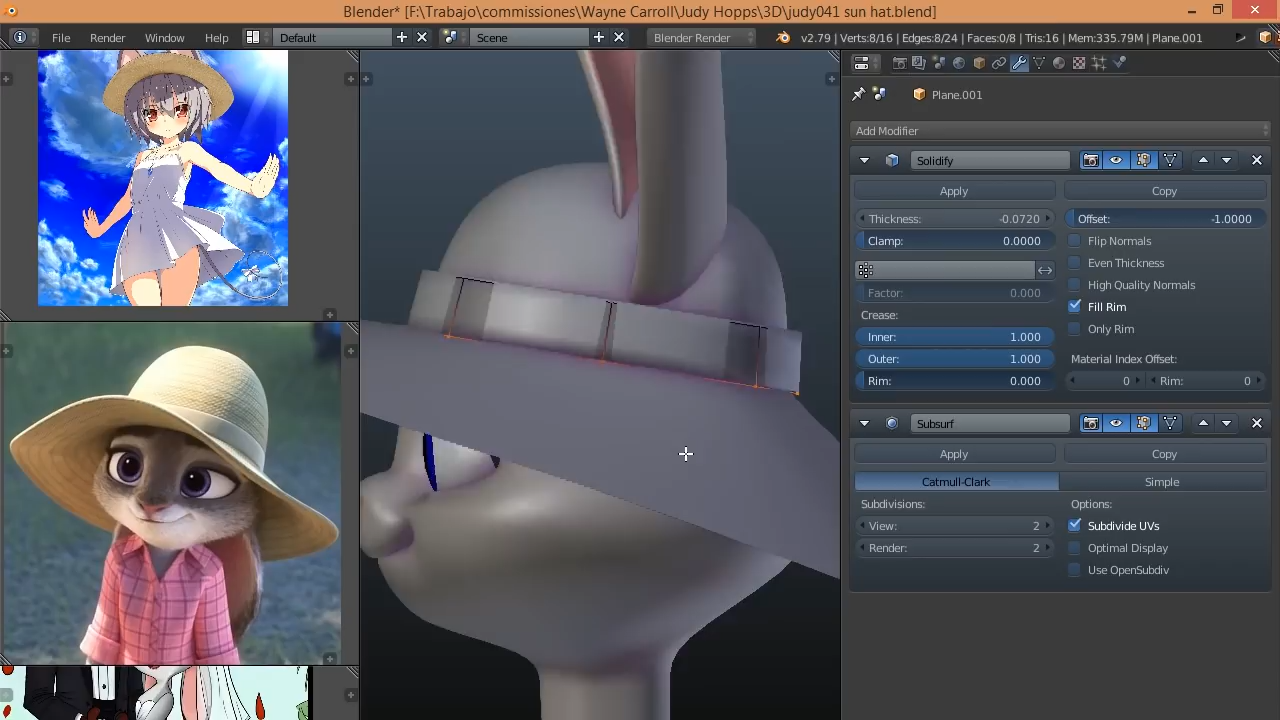 Blender* [F:\Trabajo\commissiones\Wayne Carroll\Judy Hopps\3D\judy041 sun hat.blend]
File Render Window Help Default Scene Blender Render v2.79 | Verts:8/16 | Edges:8/24 | Faces:0/8 | Tris:16 | Mem:335.79M | Plane.001
Plane.001
Add Modifier
Solidify
Apply Copy
Thickness: -0.0720 Offset: -1.0000
Clamp: 0.0000 Flip Normals
Even Thickness
Factor: 0.000 High Quality Normals
Crease: Fill Rim
Inner: 1.000 Only Rim
Outer: 1.000 Material Index Offset:
Rim: 0.000 0 Rim: 0
Subsurf
Apply Copy
Catmull-Clark Simple
Subdivisions: Options:
View: 2 Subdivide UVs
Render: 2 Optimal Display
Use OpenSubdiv